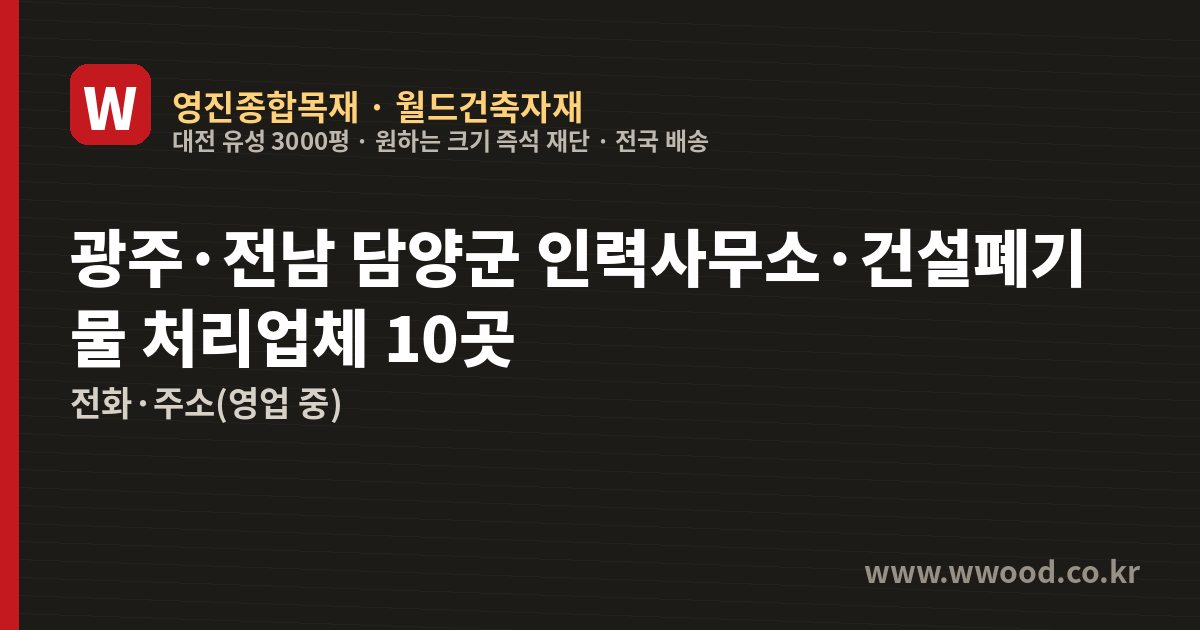 W
영진종합목재 · 월드건축자재
대전 유성 3000평 · 원하는 크기 즉석 재단 · 전국 배송
광주·전남 담양군 인력사무소·건설폐기
물 처리업체 10곳
전화·주소(영업 중)
www.wwood.co.kr